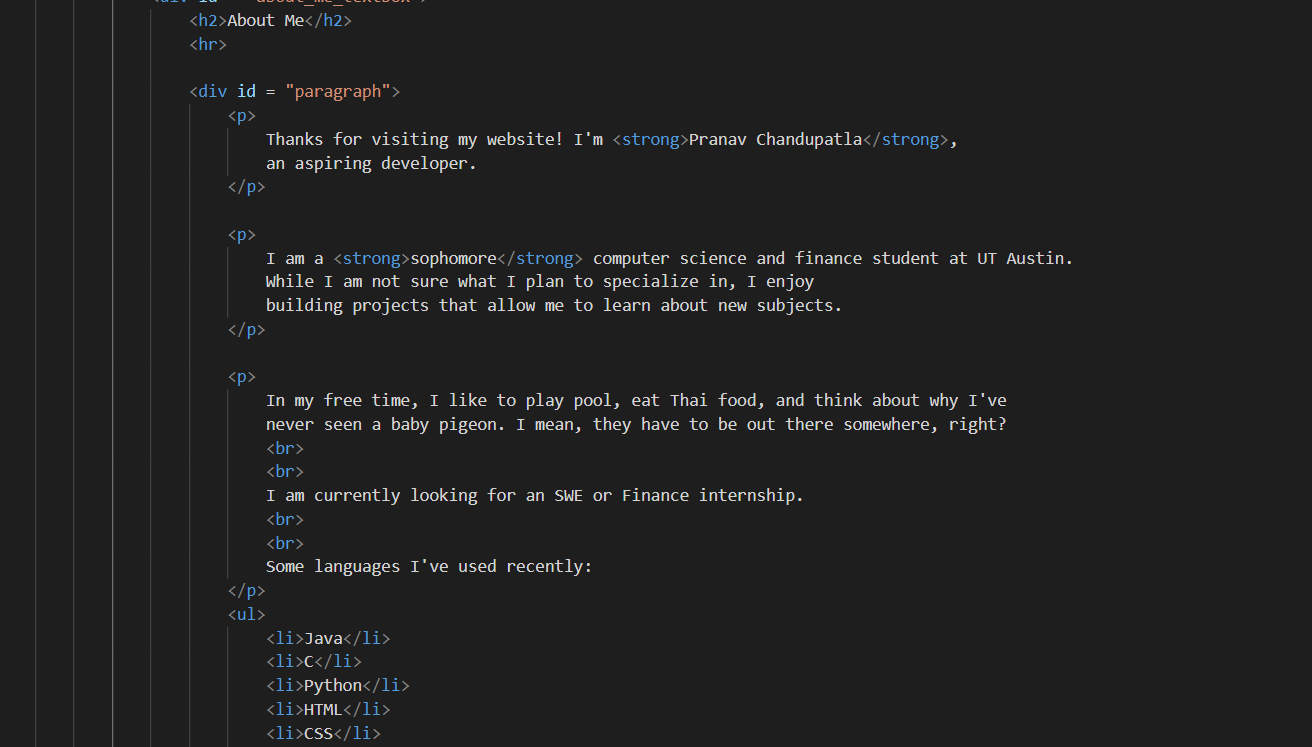 <h2>About Me</h2>
<hr>
<div id = "paragraph">
<p>
Thanks for visiting my website! I'm <strong>Pranav Chandupatla</strong>,
an aspiring developer.
</p>
<p>
I am a <strong>sophomore</strong> computer science and finance student at UT Austin.
While I am not sure what I plan to specialize in, I enjoy
building projects that allow me to learn about new subjects.
</p>
<p>
In my free time, I like to play pool, eat Thai food, and think about why I've
never seen a baby pigeon. I mean, they have to be out there somewhere, right?
<br>
<br>
I am currently looking for an SWE or Finance internship.
<br>
<br>
Some languages I've used recently:
</p>
<ul>
<li>Java</li>
<li>C</li>
<li>Python</li>
<li>HTML</li>
<li>CSS</li>